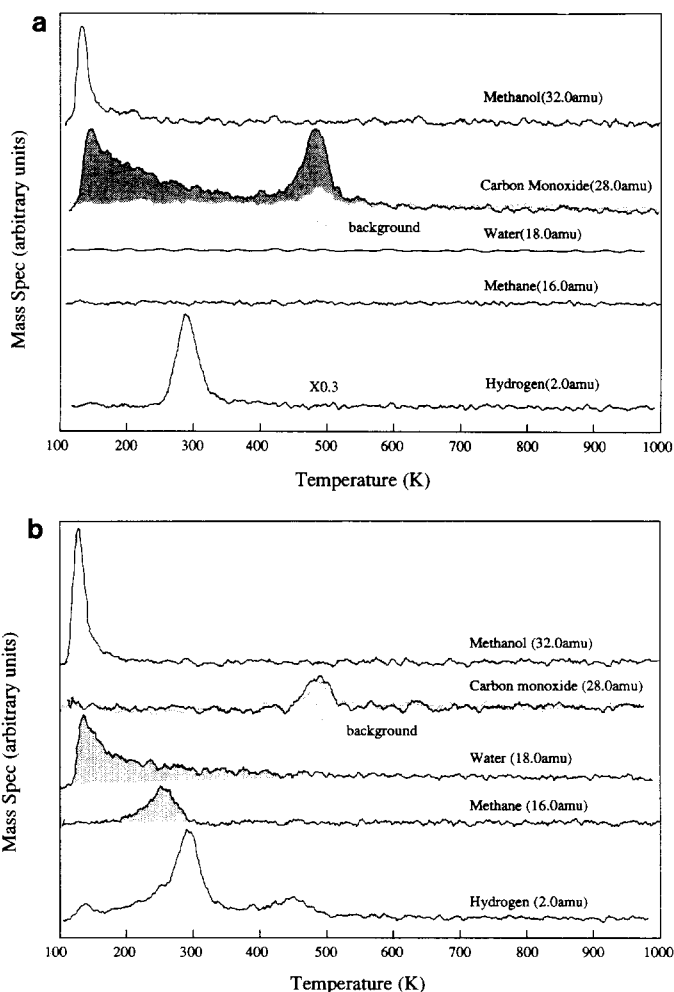 a
Mass Spec (arbitrary units)
Methanol(32.0amu)
Carbon Monoxide(28.0amu)
background
Water(18.0amu)
Methane(16.0amu)
X0.3
Hydrogen(2.0amu)
100 200 300 400 500 600 700 800 900 1000
Temperature (K)
b
Mass Spec (arbitrary units)
Methanol (32.0amu)
Carbon monoxide (28.0amu)
background
Water (18.0amu)
Methane (16.0amu)
Hydrogen (2.0amu)
100 200 300 400 500 600 700 800 900 1000
Temperature (K)